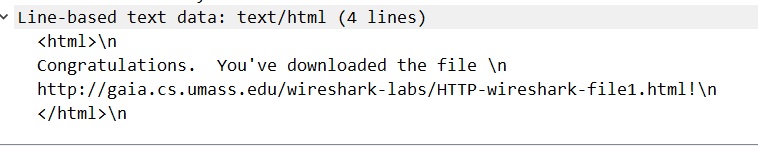 Line-based text data: text/html (4 lines)
<html>\n
Congratulations.  You've downloaded the file \n
http://gaia.cs.umass.edu/wireshark-labs/HTTP-wireshark-file1.html!\n
</html>\n